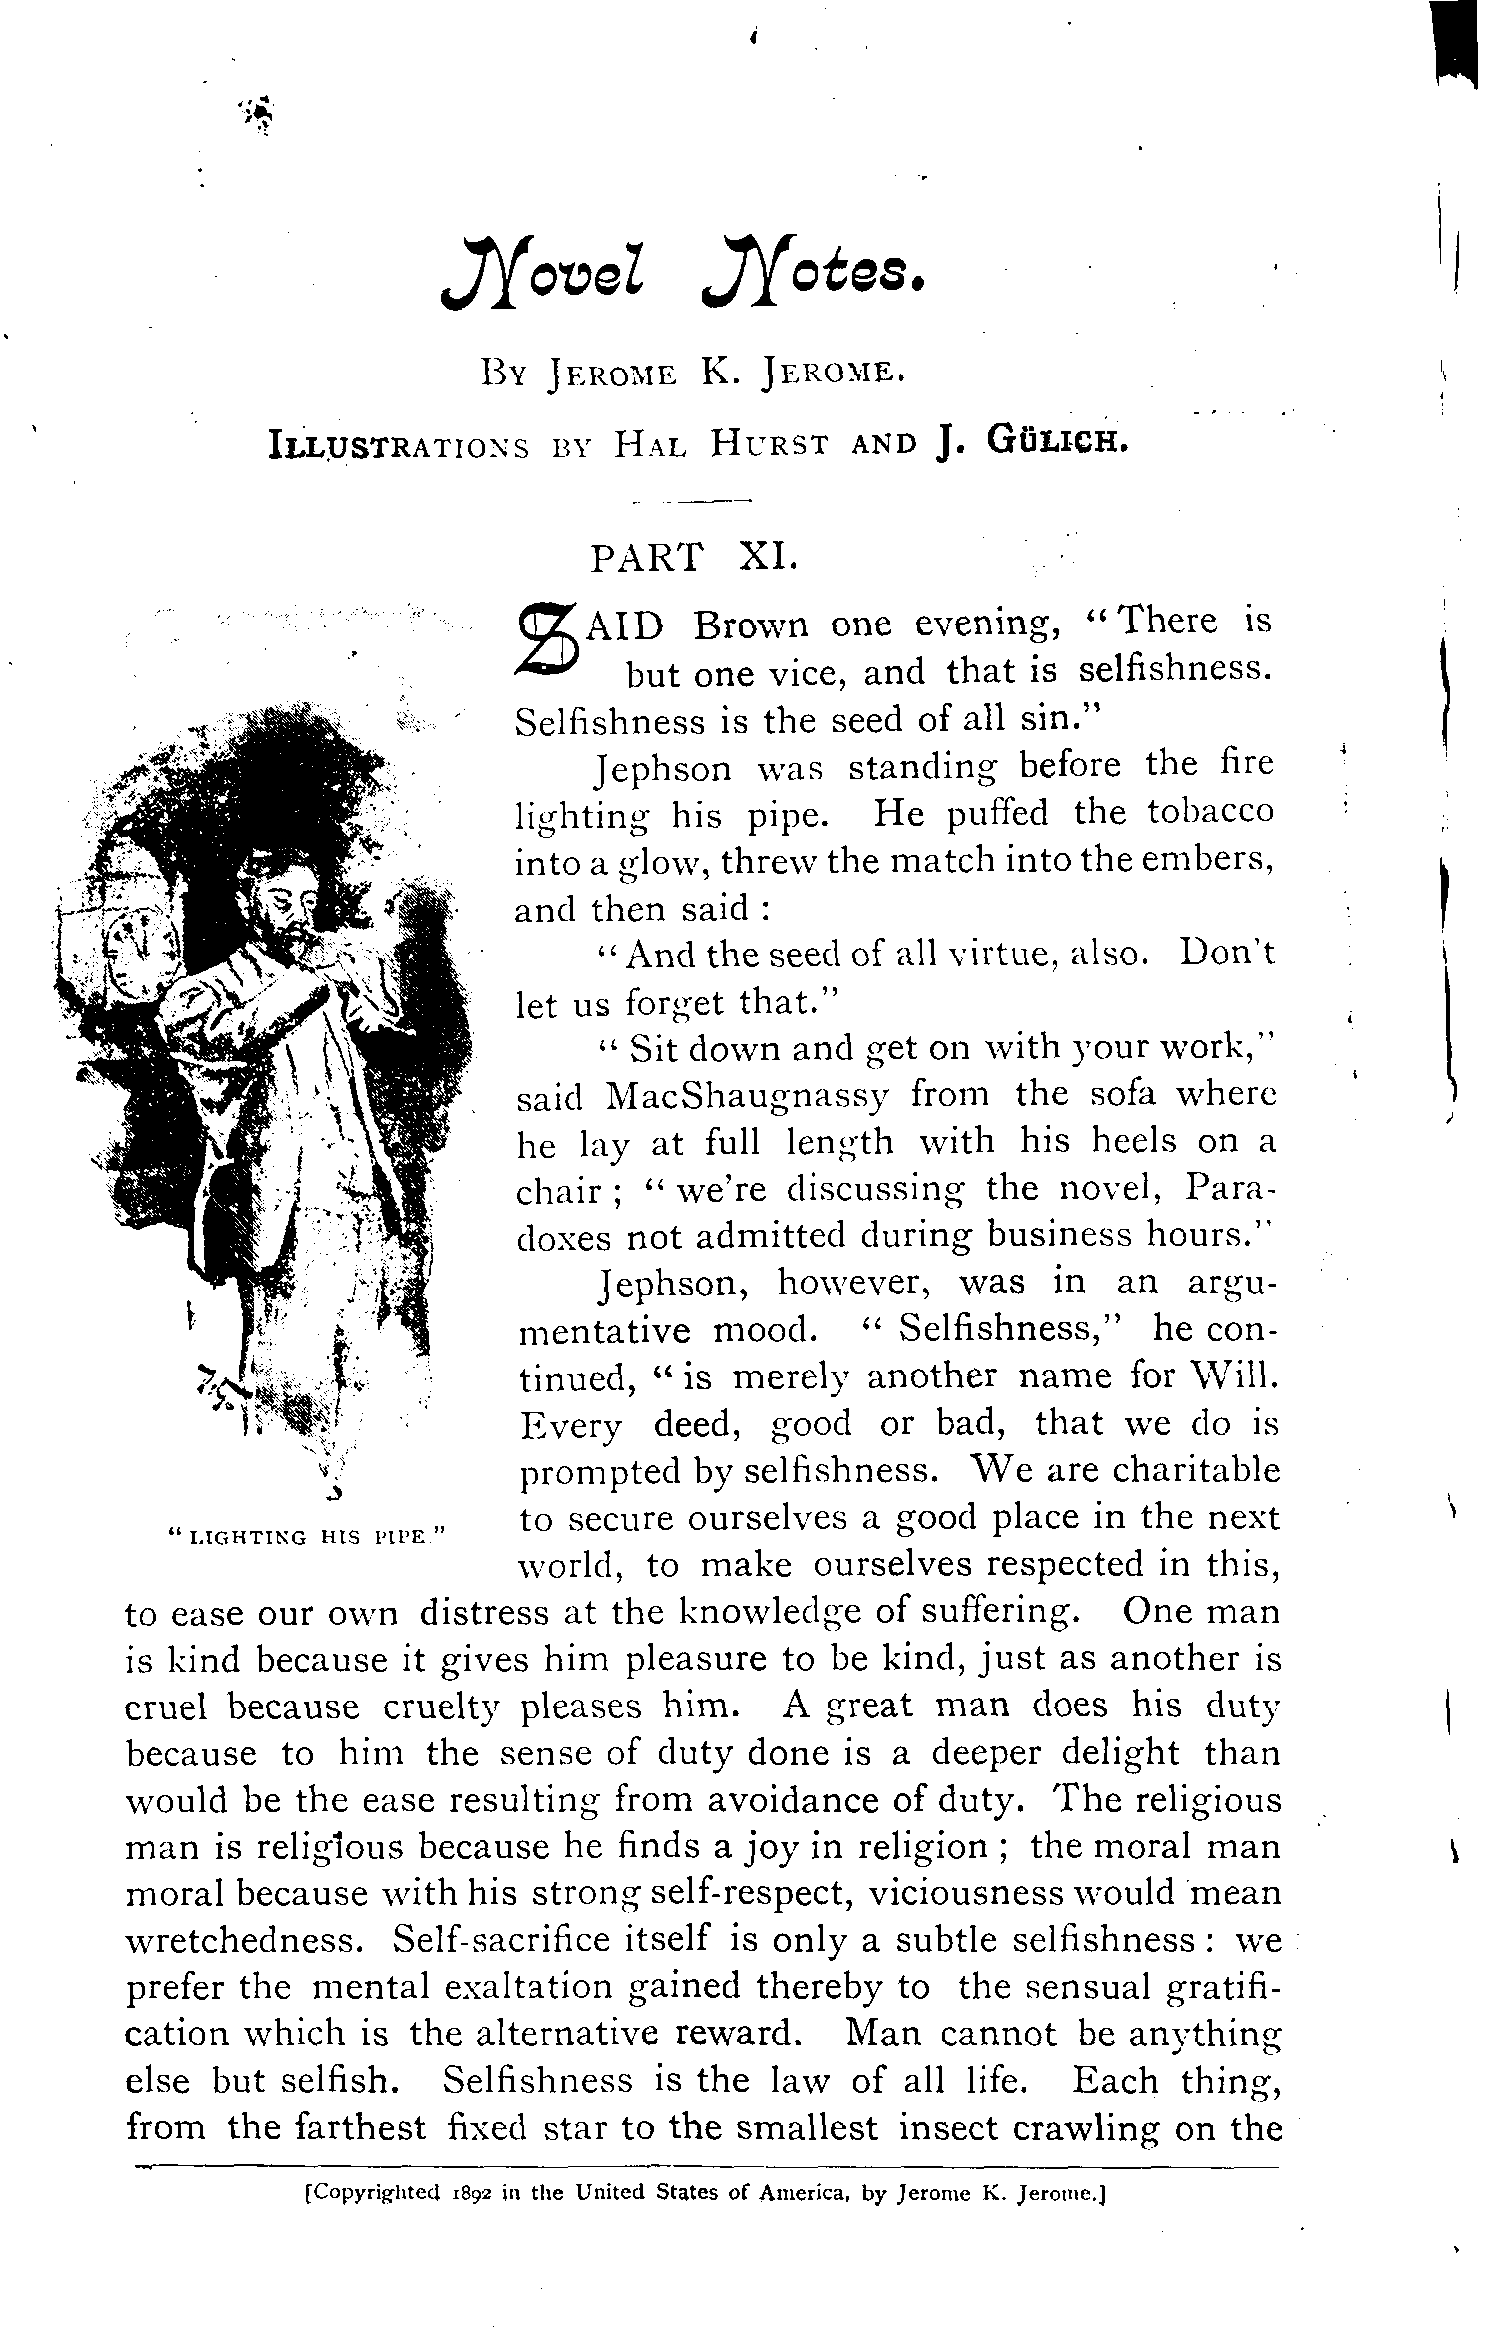 Novel Notes.
By Jerome K. Jerome.
Illustrations by Hal Hurst and J. Gülich.
PART XI.
SAID Brown one evening, “There is
but one vice, and that is selfishness.
Selfishness is the seed of all sin.”
Jephson was standing before the fire
lighting his pipe. He puffed the tobacco
into a glow, threw the match into the embers,
and then said :
“And the seed of all virtue, also. Don't
let us forget that.”
“ Sit down and get on with your work,”
said MacShaugnassy from the sofa where
he lay at full length with his heels on a
chair ; “ we're discussing the novel, Para-
doxes not admitted during business hours.”
Jephson, however, was in an argu-
mentative mood. “ Selfishness,” he con-
tinued, “ is merely another name for Will.
Every deed, good or bad, that we do is
prompted by selfishness. We are charitable
to secure ourselves a good place in the next
world, to make ourselves respected in this,
to ease our own distress at the knowledge of suffering. One man
is kind because it gives him pleasure to be kind, just as another is
cruel because cruelty pleases him. A great man does his duty
because to him the sense of duty done is a deeper delight than
would be the ease resulting from avoidance of duty. The religious
man is religious because he finds a joy in religion ; the moral man
moral because with his strong self-respect, viciousness would mean
wretchedness. Self-sacrifice itself is only a subtle selfishness : we
prefer the mental exaltation gained thereby to the sensual gratifi-
cation which is the alternative reward. Man cannot be anything
else but selfish. Selfishness is the law of all life. Each thing,
from the farthest fixed star to the smallest insect crawling on the
“LIGHTING HIS PIPE.”
[Copyrighted 1892 in the United States of America, by Jerome K. Jerome.]